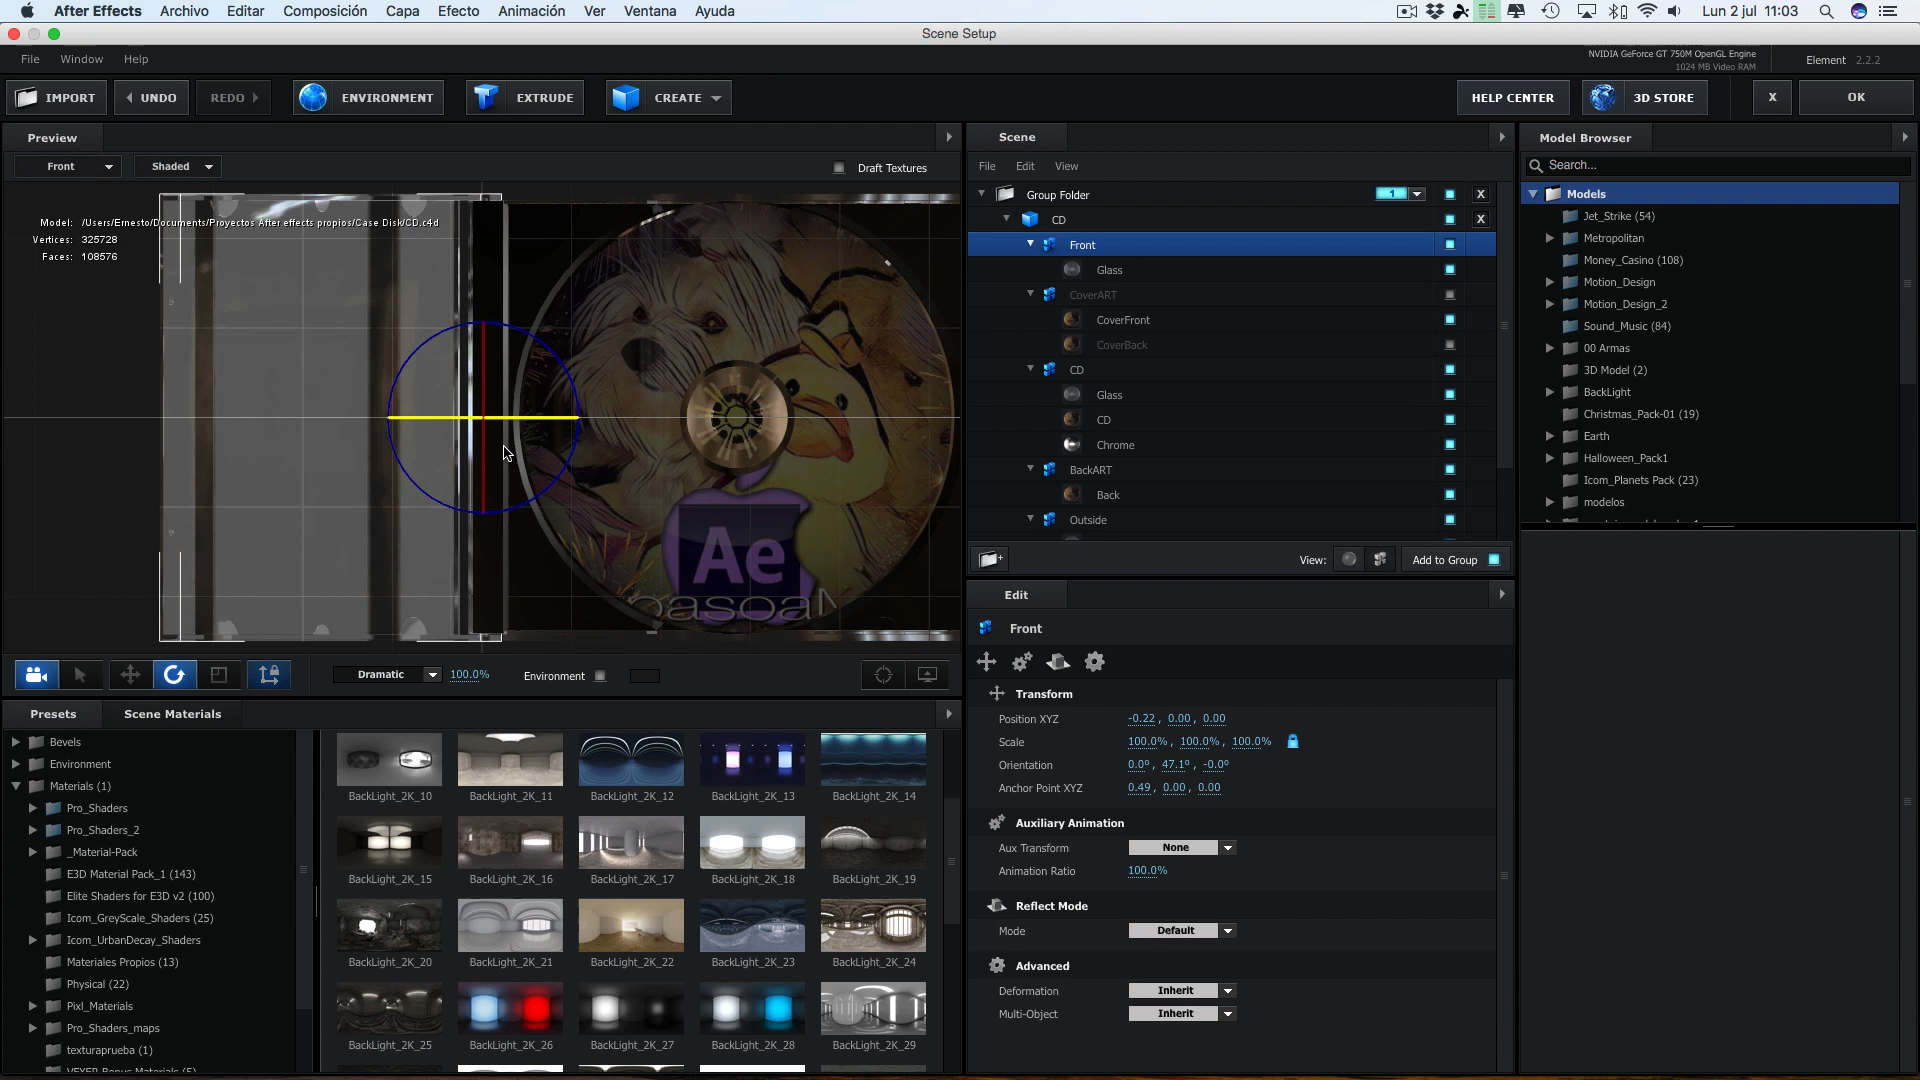 After Effects Archivo Editar Composición Capa Efecto Animación Ver Ventana Ayuda Lun 2 jul 11:03
Scene Setup
File Window Help
NVIDIA GeForce GT 750M OpenGL Engine
1024 MB Video RAM
Element 2.2.2
IMPORT UNDO REDO ENVIRONMENT EXTRUDE CREATE HELP CENTER 3D STORE X OK
Preview
Front Shaded Draft Textures
Model: /Users/Ernesto/Documents/Proyectos After effects propios/Case Disk/CD.c4d
Vertices: 325728
Faces: 108576
Ae
Dramatic 100.0% Environment
Scene
File Edit View
Group Folder 1 X
CD X
Front
Glass
CoverART
CoverFront
CoverBack
CD
Glass
CD
Chrome
BackART
Back
Outside
View: Add to Group
Model Browser
Search...
Models
Jet_Strike (54)
Metropolitan
Money_Casino (108)
Motion_Design
Motion_Design_2
Sound_Music (84)
00 Armas
3D Model (2)
BackLight
Christmas_Pack-01 (19)
Earth
Halloween_Pack1
Icom_Planets Pack (23)
modelos
Edit
Front
Transform
Position XYZ -0.22, 0.00, 0.00
Scale 100.0%, 100.0%, 100.0%
Orientation 0.0º, 47.1º, -0.0º
Anchor Point XYZ 0.49, 0.00, 0.00
Auxiliary Animation
Aux Transform None
Animation Ratio 100.0%
Reflect Mode
Mode Default
Advanced
Deformation Inherit
Multi-Object Inherit
Presets Scene Materials
Bevels
Environment
Materials (1)
Pro_Shaders
Pro_Shaders_2
_Material-Pack
E3D Material Pack_1 (143)
Elite Shaders for E3D v2 (100)
Icom_GreyScale_Shaders (25)
Icom_UrbanDecay_Shaders
Materiales Propios (13)
Physical (22)
Pixl_Materials
Pro_Shaders_maps
texturaprueba (1)
BackLight_2K_10 BackLight_2K_11 BackLight_2K_12 BackLight_2K_13 BackLight_2K_14
BackLight_2K_15 BackLight_2K_16 BackLight_2K_17 BackLight_2K_18 BackLight_2K_19
BackLight_2K_20 BackLight_2K_21 BackLight_2K_22 BackLight_2K_23 BackLight_2K_24
BackLight_2K_25 BackLight_2K_26 BackLight_2K_27 BackLight_2K_28 BackLight_2K_29